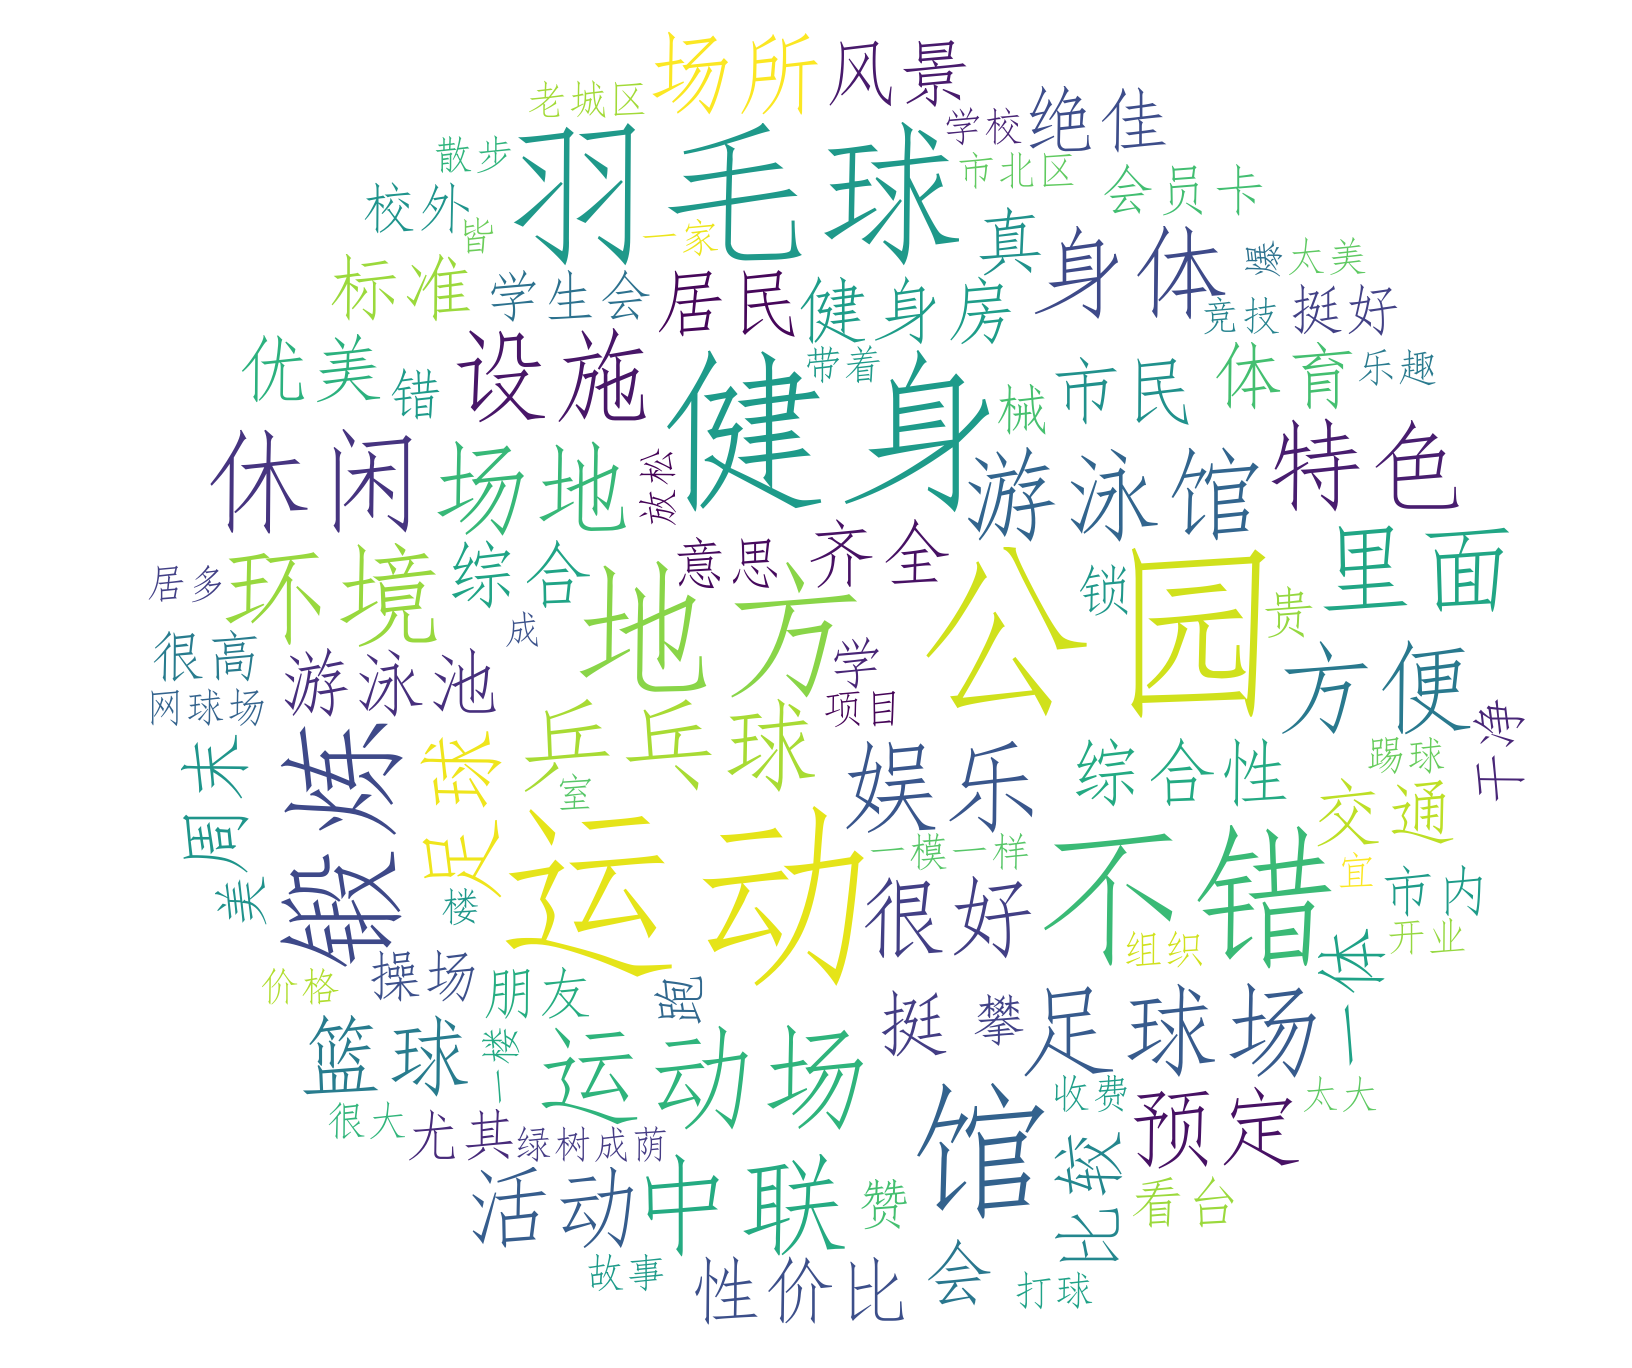 场所
风景
老城区
学校
绝佳
羽毛球
散步
市北区
会员卡
校外
皆
一家
真
身体
爆
太美
标准
学生会
居民
健身房
竞技
挺好
优美
错
设施
带着
健身
械
市民
体育
乐趣
休闲
场地
放松
游泳馆
特色
环境
综合
意思
齐全
公园
锁
贵
里面
居多
地方
成
学
很高
游泳池
方便
网球场
项目
干净
周末
锻炼
足球
乒乓球
室
娱乐
综合性
踢球
交通
美
楼
运动
一模一样
很好
不错
宜
市内
价格
操场
朋友
跑
组织
一体
开业
篮球
一楼
运动场
挺
攀
足球场
很大
尤其
绿树成荫
馆
收费
预定
太大
活动
中联
赞
比较
看台
故事
性价比
会
打球